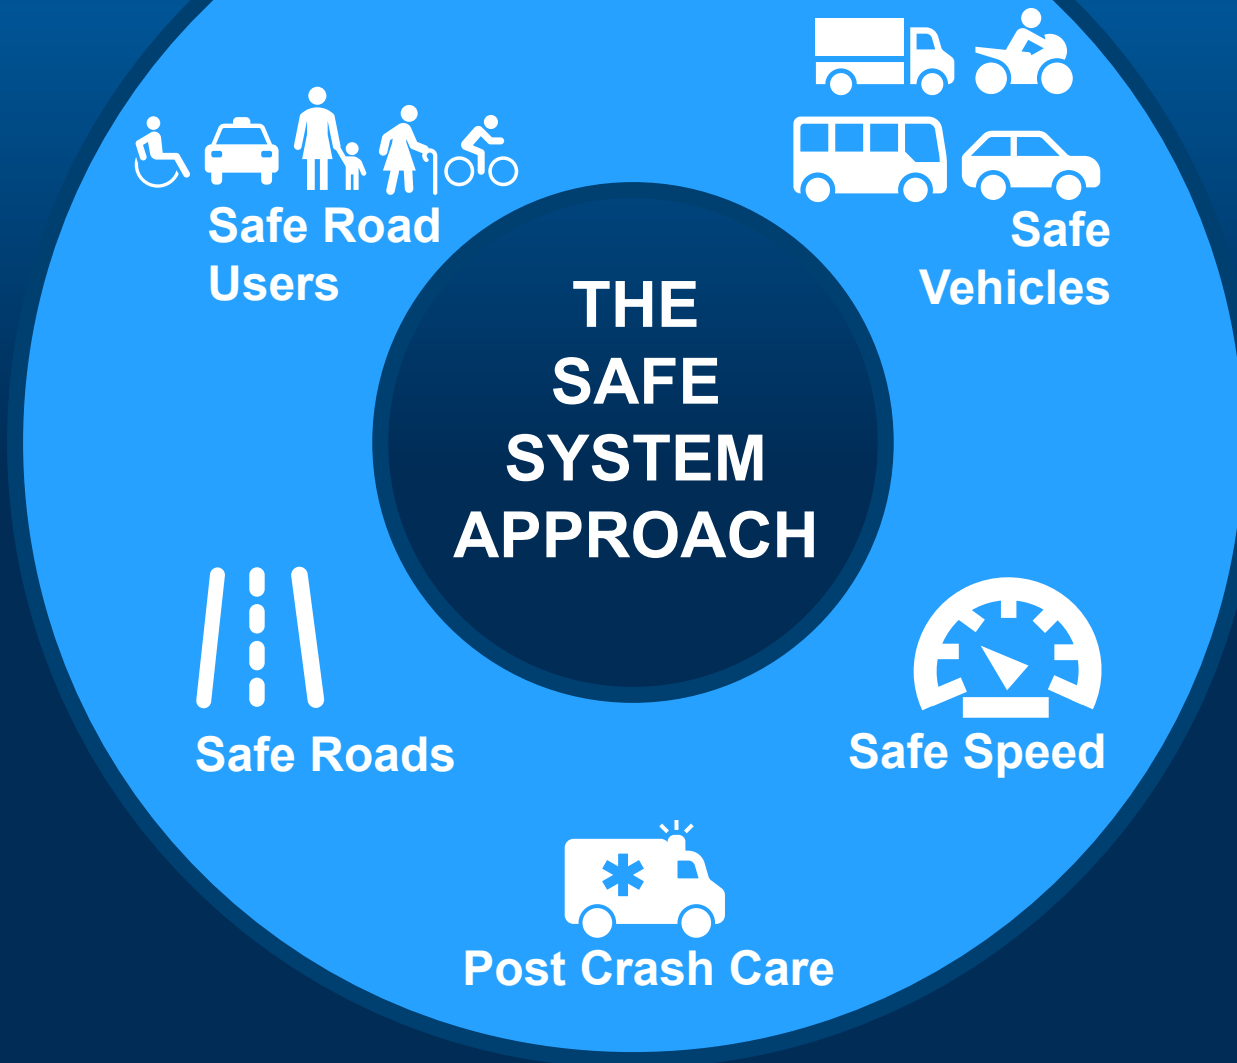 Safe Road
Users
Safe
Vehicles
THE
SAFE
SYSTEM
APPROACH
Safe Roads
Safe Speed
Post Crash Care